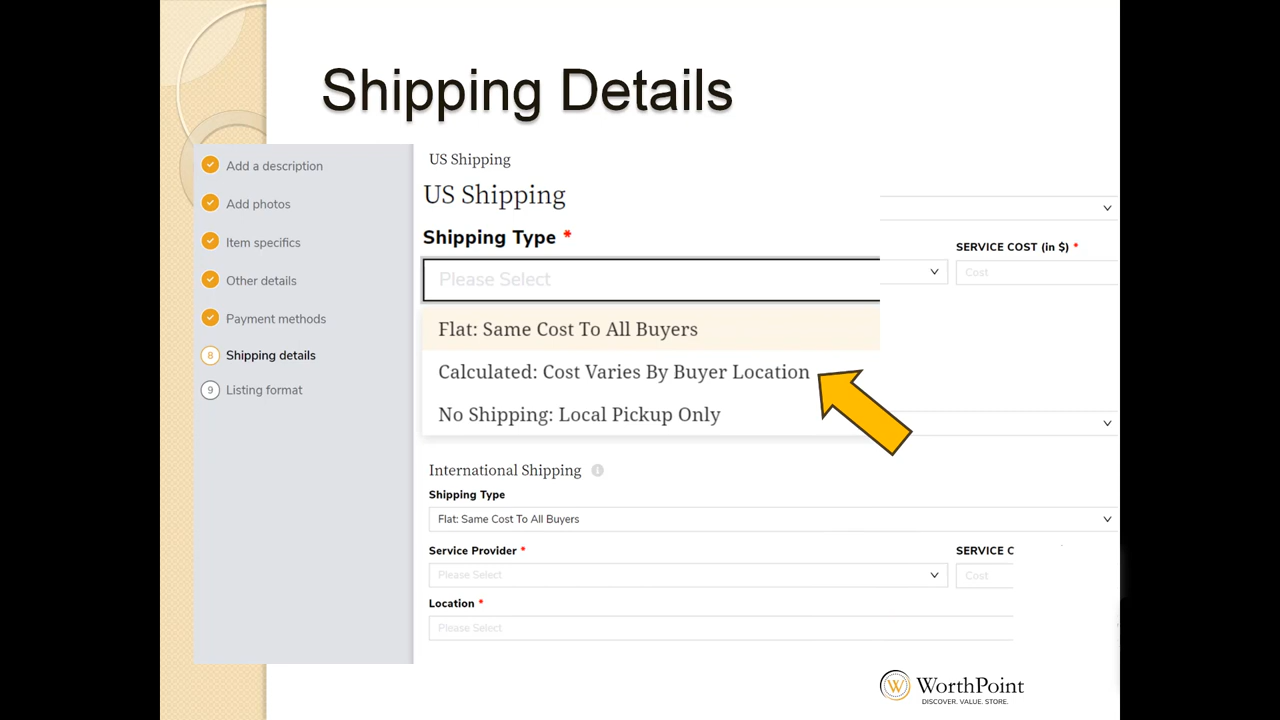 Shipping Details
Add a description
Add photos
Item specifics
Other details
Payment methods
8 Shipping details
9 Listing format
US Shipping
US Shipping
Shipping Type *
Please Select
Flat: Same Cost To All Buyers
Calculated: Cost Varies By Buyer Location
No Shipping: Local Pickup Only
SERVICE COST (in $) *
Cost
International Shipping
Shipping Type
Flat: Same Cost To All Buyers
Service Provider *
Please Select
SERVICE C
Cost
Location *
Please Select
W WorthPoint
DISCOVER. VALUE. STORE.